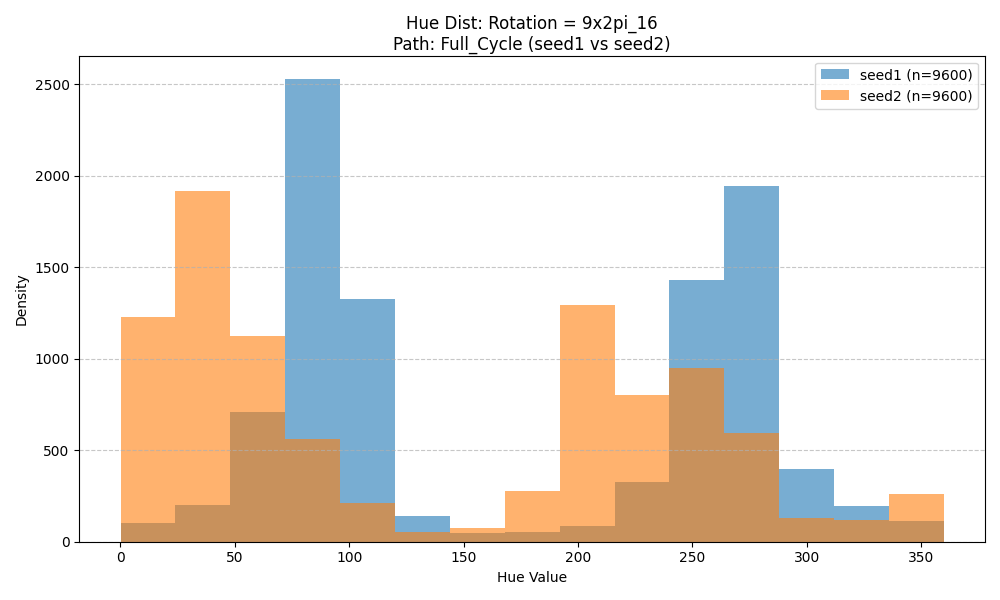 Hue Dist: Rotation = 9x2pi_16
Path: Full_Cycle (seed1 vs seed2)
seed1 (n=9600)
seed2 (n=9600)
Density
2500
2000
1500
1000
500
0
0 50 100 150 200 250 300 350
Hue Value